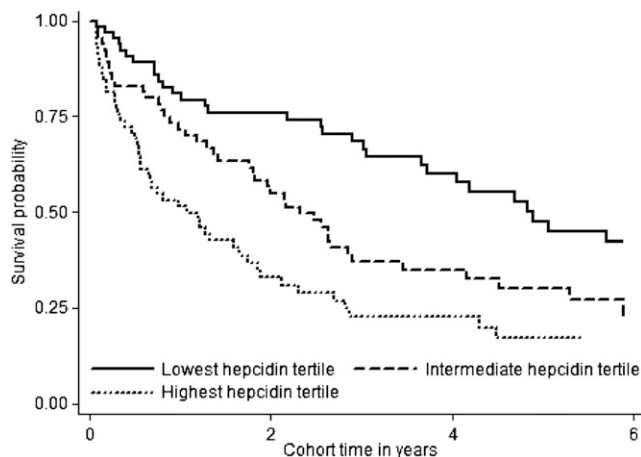 1.00
0.75
0.50
0.25
0.00
Survival probability
Lowest hepcidin tertile Intermediate hepcidin tertile
Highest hepcidin tertile
0 2 4 6
Cohort time in years